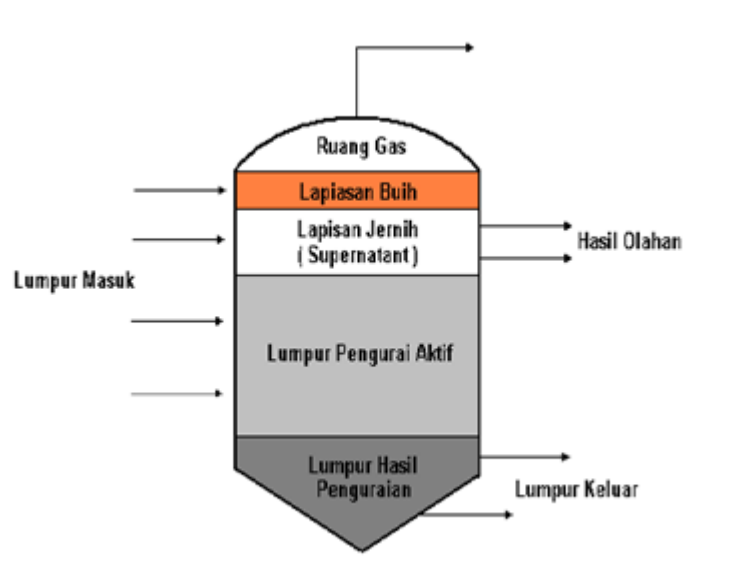 Ruang Gas
Lapiasan Buih
Lapisan Jernih
( Supernatant )
Hasil Olahan
Lumpur Masuk
Lumpur Pengurai Aktif
Lumpur Hasil
Penguraian
Lumpur Keluar